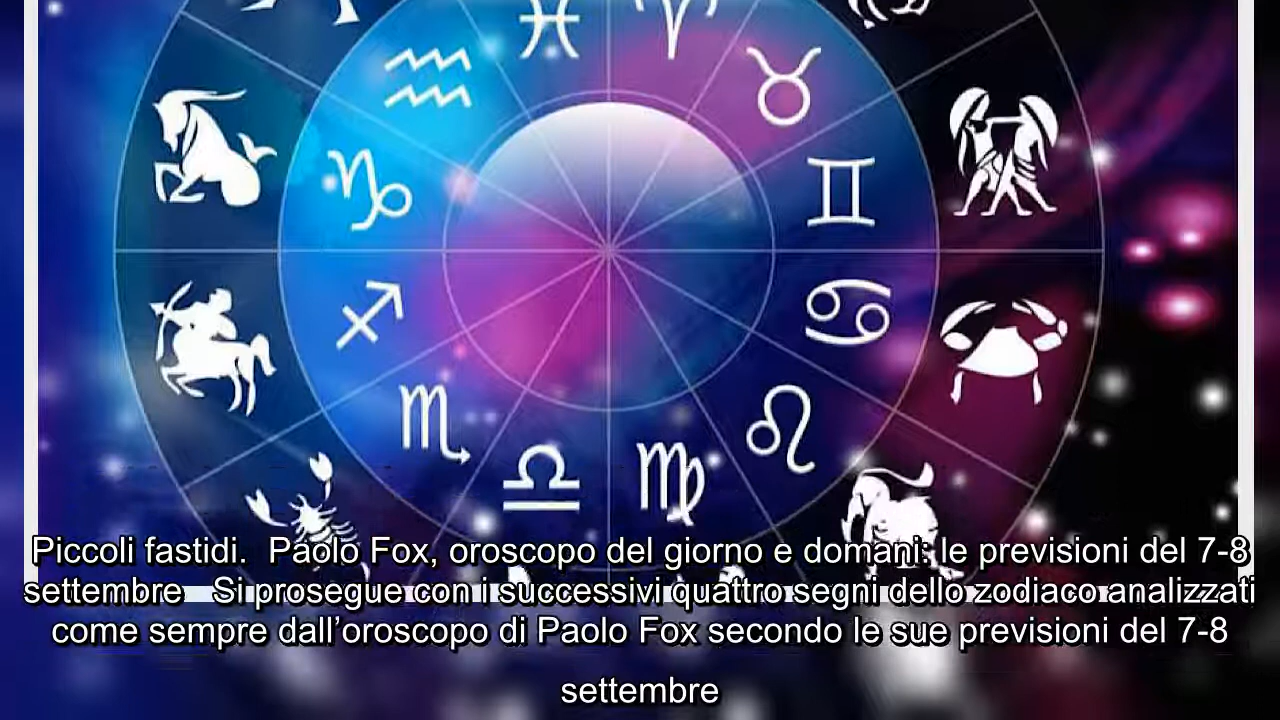 Piccoli fastidi.  Paolo Fox, oroscopo del giorno e domani: le previsioni del 7-8
settembre   Si prosegue con i successivi quattro segni dello zodiaco analizzati
come sempre dall’oroscopo di Paolo Fox secondo le sue previsioni del 7-8
settembre